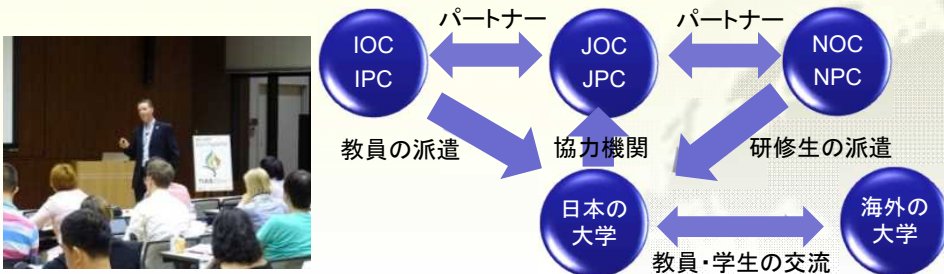 パートナー
パートナー
IOC
IPC
JOC
JPC
NOC
NPC
教員の派遣
協力機関
研修生の派遣
日本の
大学
海外の
大学
教員・学生の交流